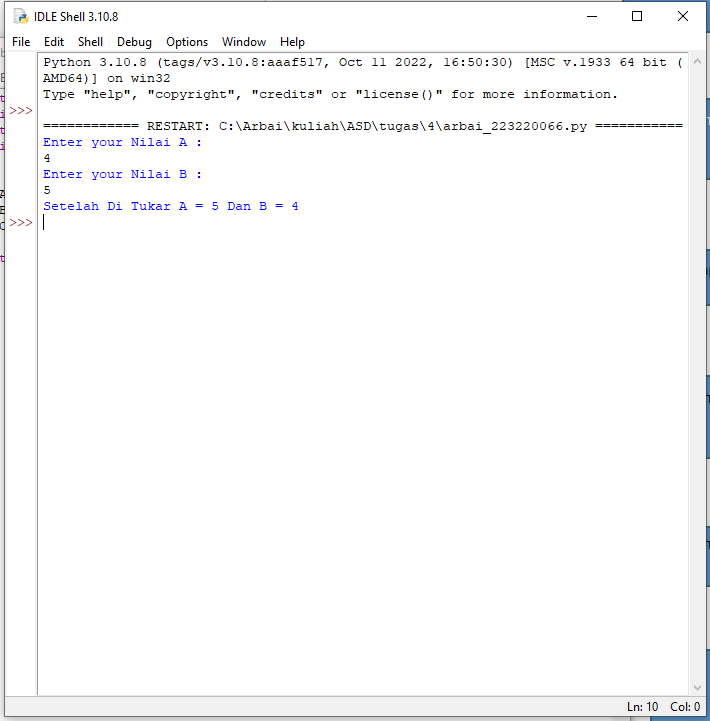 IDLE Shell 3.10.8
File Edit Shell Debug Options Window Help
Python 3.10.8 (tags/v3.10.8:aaaf517, Oct 11 2022, 16:50:30) [MSC v.1933 64 bit (
AMD64)] on win32
Type "help", "copyright", "credits" or "license()" for more information.
>>>
============ RESTART: C:\Arbai\kuliah\ASD\tugas\4\arbai_223220066.py ===========
Enter your Nilai A :
4
Enter your Nilai B :
5
Setelah Di Tukar A = 5 Dan B = 4
>>>
Ln: 10 Col: 0